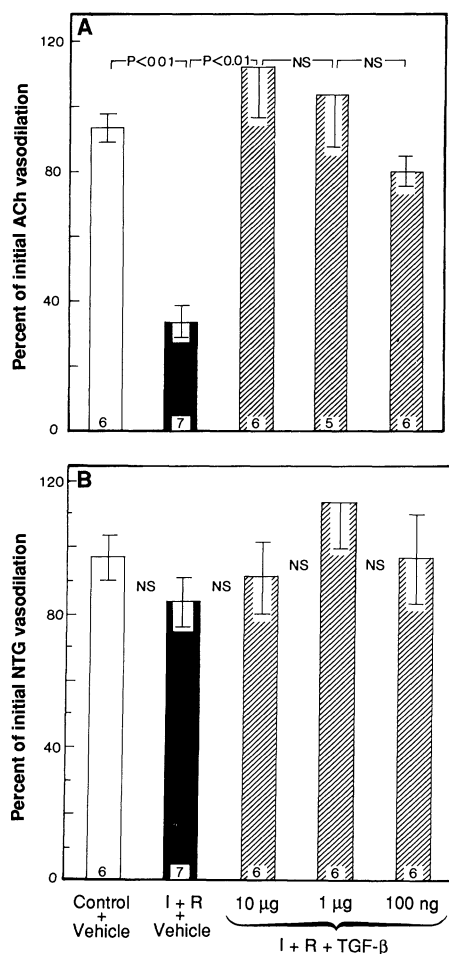 A
Percent of initial ACh vasodilation
120
80
40
0
P<0 01
P<0.01
NS
NS
6
7
6
5
6
B
Percent of initial NTG vasodilation
120
80
40
0
NS
NS
NS
NS
6
7
6
6
6
Control
+
Vehicle
I + R
+
Vehicle
10 μg
1 μg
100 ng
I + R + TGF-β